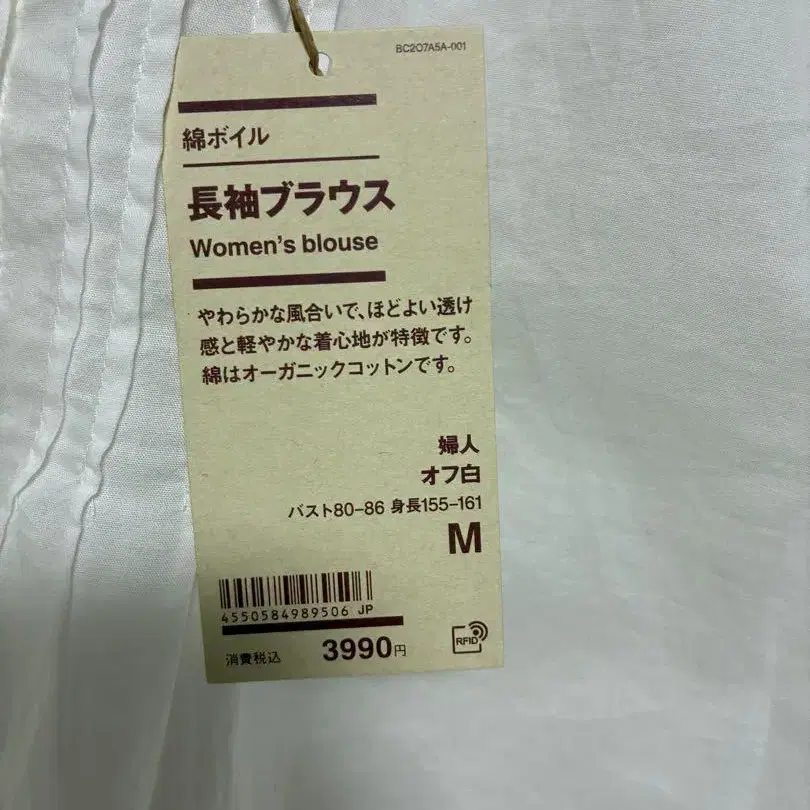 BC2O7A5A-001
綿ボイル
長袖ブラウス
Women's blouse
やわらかな風合いで、ほどよい透け
感と軽やかな着心地が特徴です。
綿はオーガニックコットンです。
婦人
オフ白
バスト80-86 身長155-161
M
4550584989506 JP
消費税込 3990円
RFID